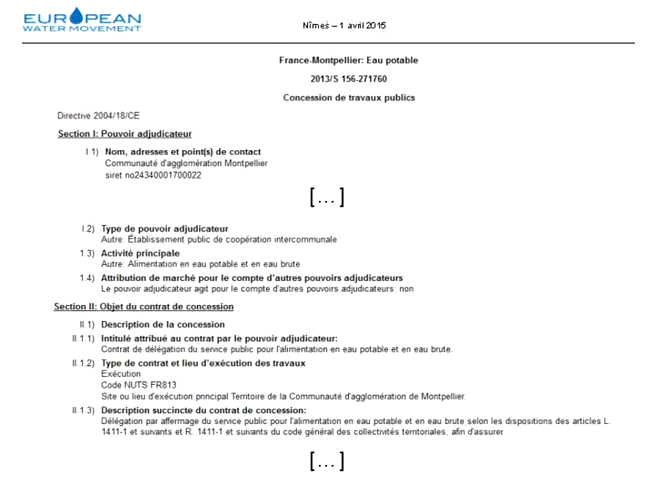 EUROPEAN
WATER MOVEMENT
Nîmes – 1 avril 2015
France-Montpellier: Eau potable
2013/S 156-271760
Concession de travaux publics
Directive 2004/18/CE
Section I: Pouvoir adjudicateur
I.1) Nom, adresses et point(s) de contact
Communauté d'agglomération Montpellier
siret no24340001700022
[...]
I.2) Type de pouvoir adjudicateur
Autre: Établissement public de coopération intercommunale
1.3) Activité principale
Autre: Alimentation en eau potable et en eau brute
1.4) Attribution de marché pour le compte d'autres pouvoirs adjudicateurs
Le pouvoir adjudicateur agit pour le compte d'autres pouvoirs adjudicateurs: non
Section II: Objet du contrat de concession
II.1) Description de la concession
II.1.1) Intitulé attribué au contrat par le pouvoir adjudicateur:
Contrat de délégation du service public pour l'alimentation en eau potable et en eau brute.
II.1.2) Type de contrat et lieu d'exécution des travaux
Exécution
Code NUTS FR813
Site ou lieu d'exécution principal Territoire de la Communauté d'agglomération de Montpellier.
II.1.3) Description succincte du contrat de concession:
Délégation par affermage du service public pour l'alimentation en eau potable et en eau brute selon les dispositions des articles L.
1411-1 et suivants et R. 1411-1 et suivants du code général des collectivités territoriales, afin d'assurer
[...]